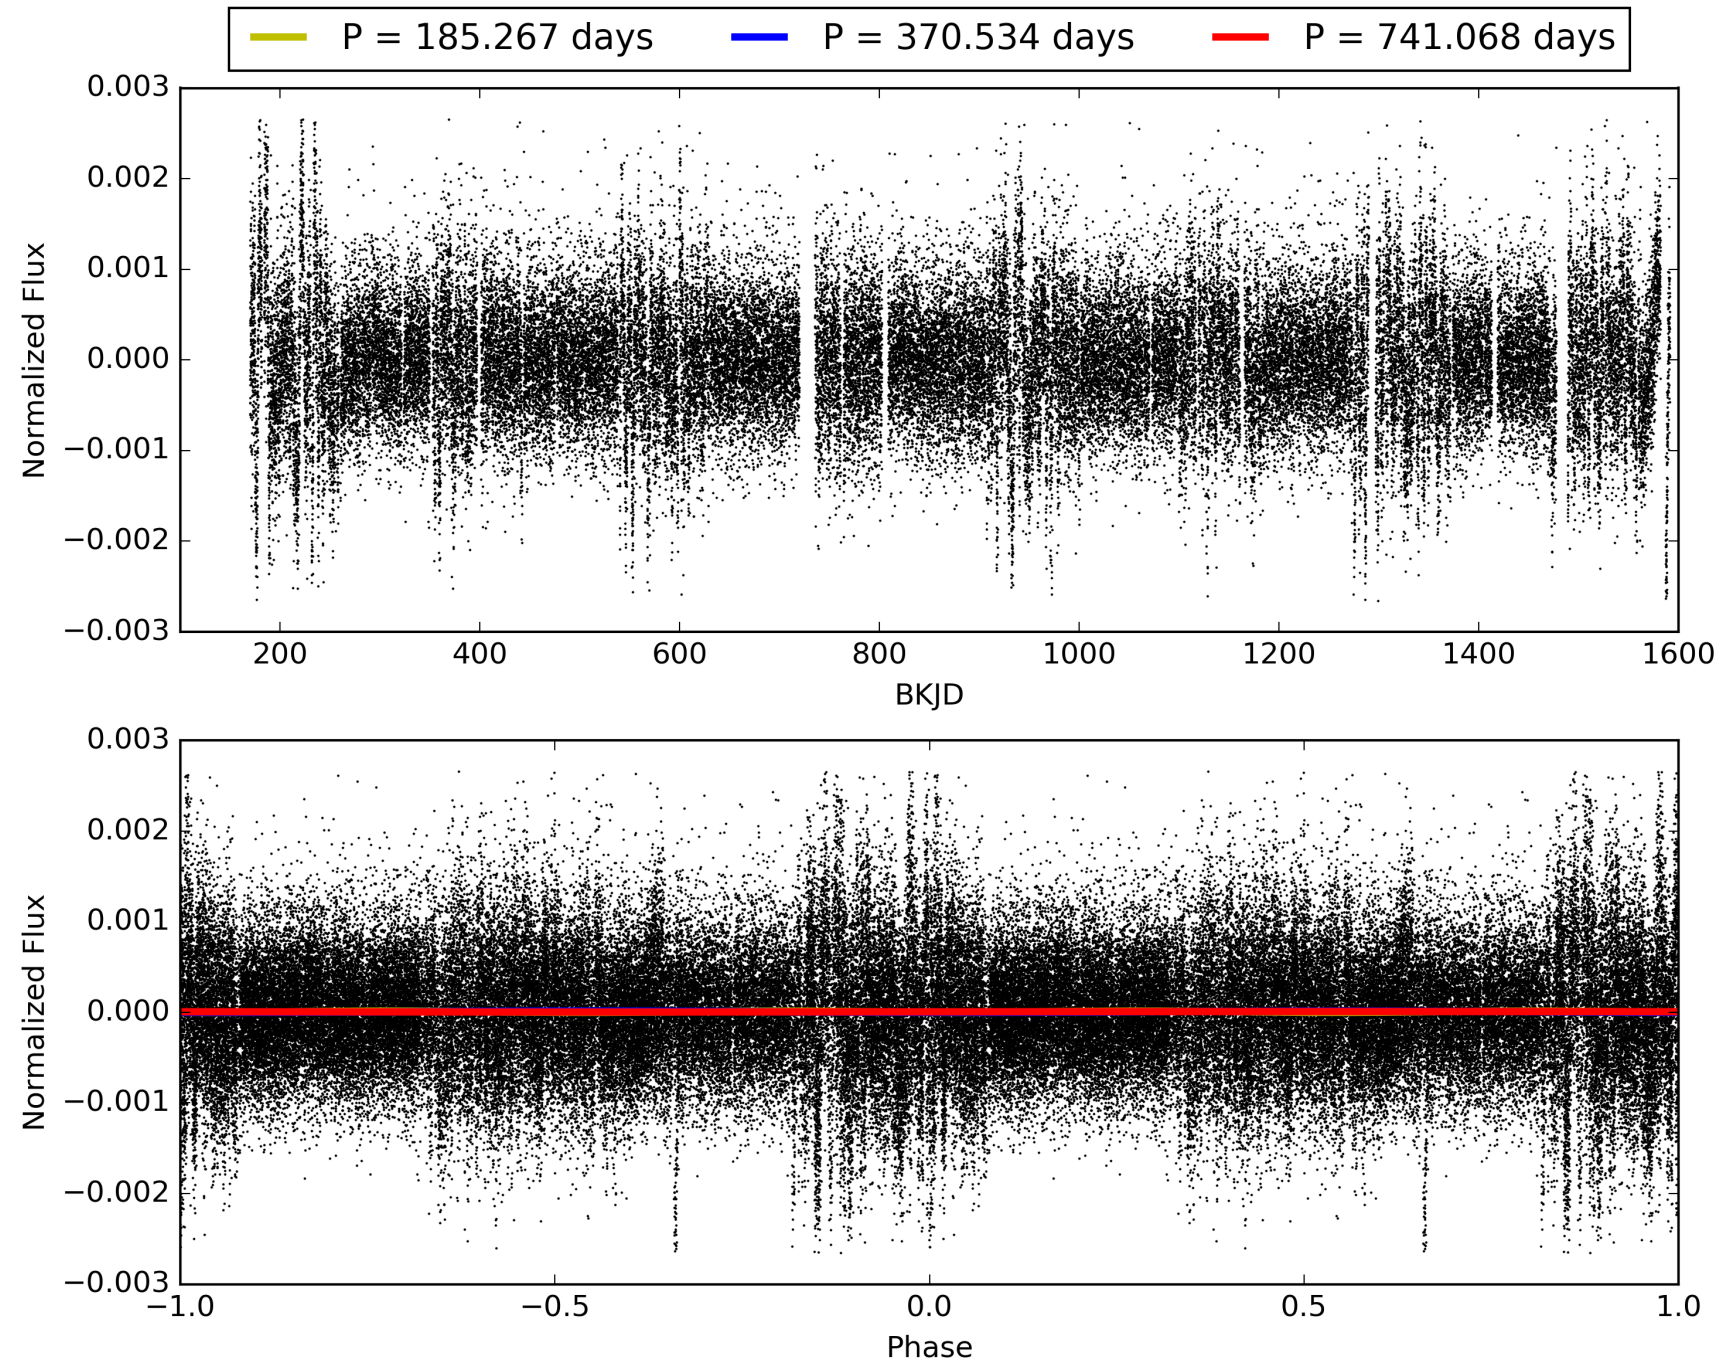 P = 185.267 days P = 370.534 days P = 741.068 days
0.003
0.002
0.001
0.000
−0.001
−0.002
−0.003
Normalized Flux
200 400 600 800 1000 1200 1400 1600
BKJD
0.003
0.002
0.001
0.000
−0.001
−0.002
−0.003
Normalized Flux
−1.0 −0.5 0.0 0.5 1.0
Phase